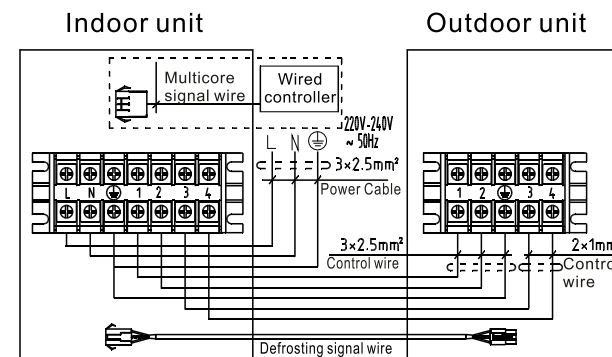 Indoor unit
Outdoor unit
Multicore
signal wire
Wired
controller
L N
220V-240V
~ 50Hz
3×2.5mm²
Power Cable
L N 1 2 3 4
1 2 3 4
3×2.5mm²
Control wire
2×1mm
Contro
wire
Defrosting signal wire